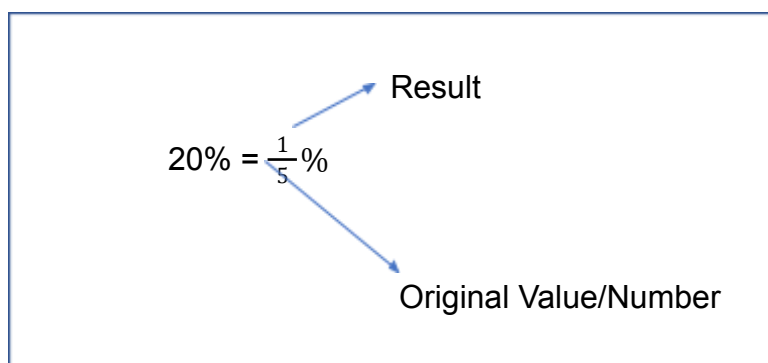 Result
20% = 1/5 %
Original Value/Number